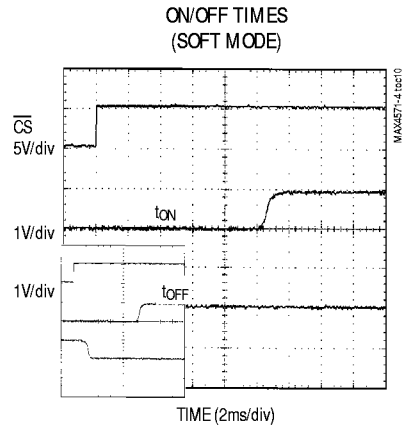 ON/OFF TIMES
(SOFT MODE)
MAX4571-4 toc10
CS
5V/div
tON
1V/div
1V/div
tOFF
TIME (2ms/div)